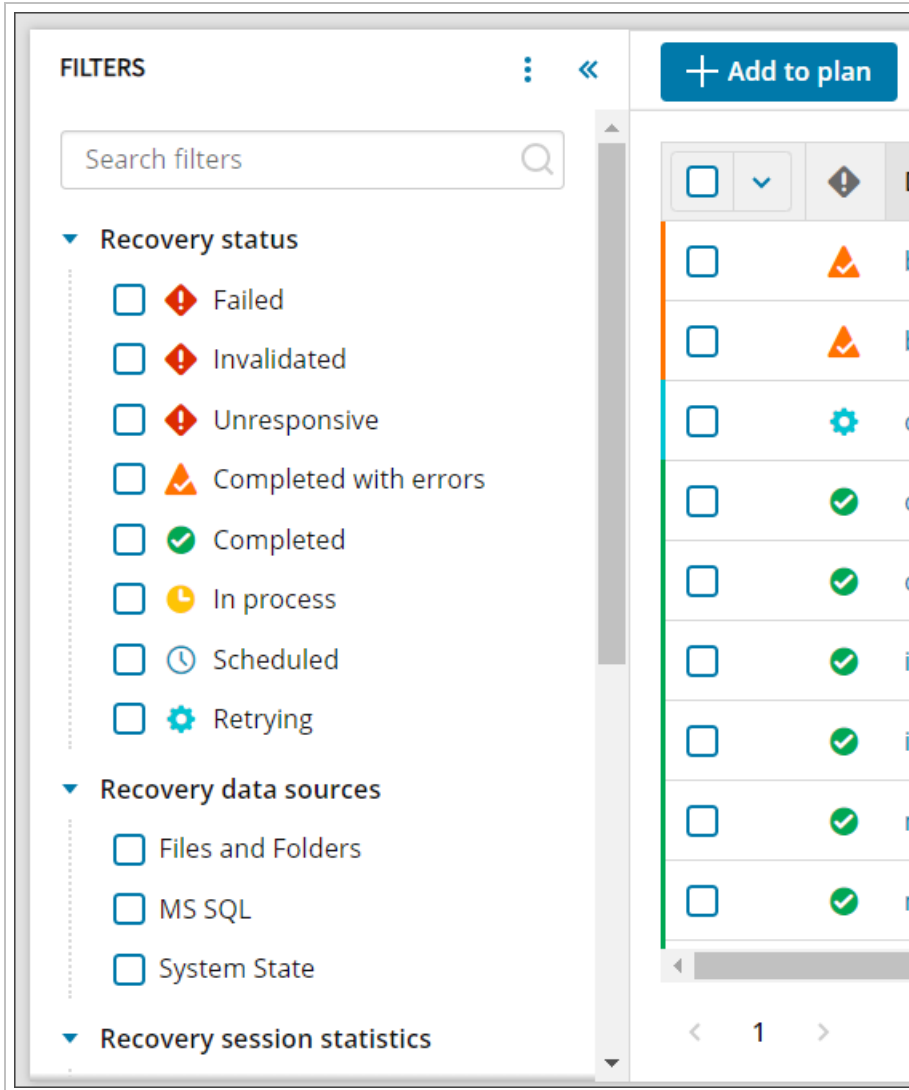 FILTERS
Add to plan
Search filters
Recovery status
Failed
Invalidated
Unresponsive
Completed with errors
Completed
In process
Scheduled
Retrying
Recovery data sources
Files and Folders
MS SQL
System State
Recovery session statistics
1